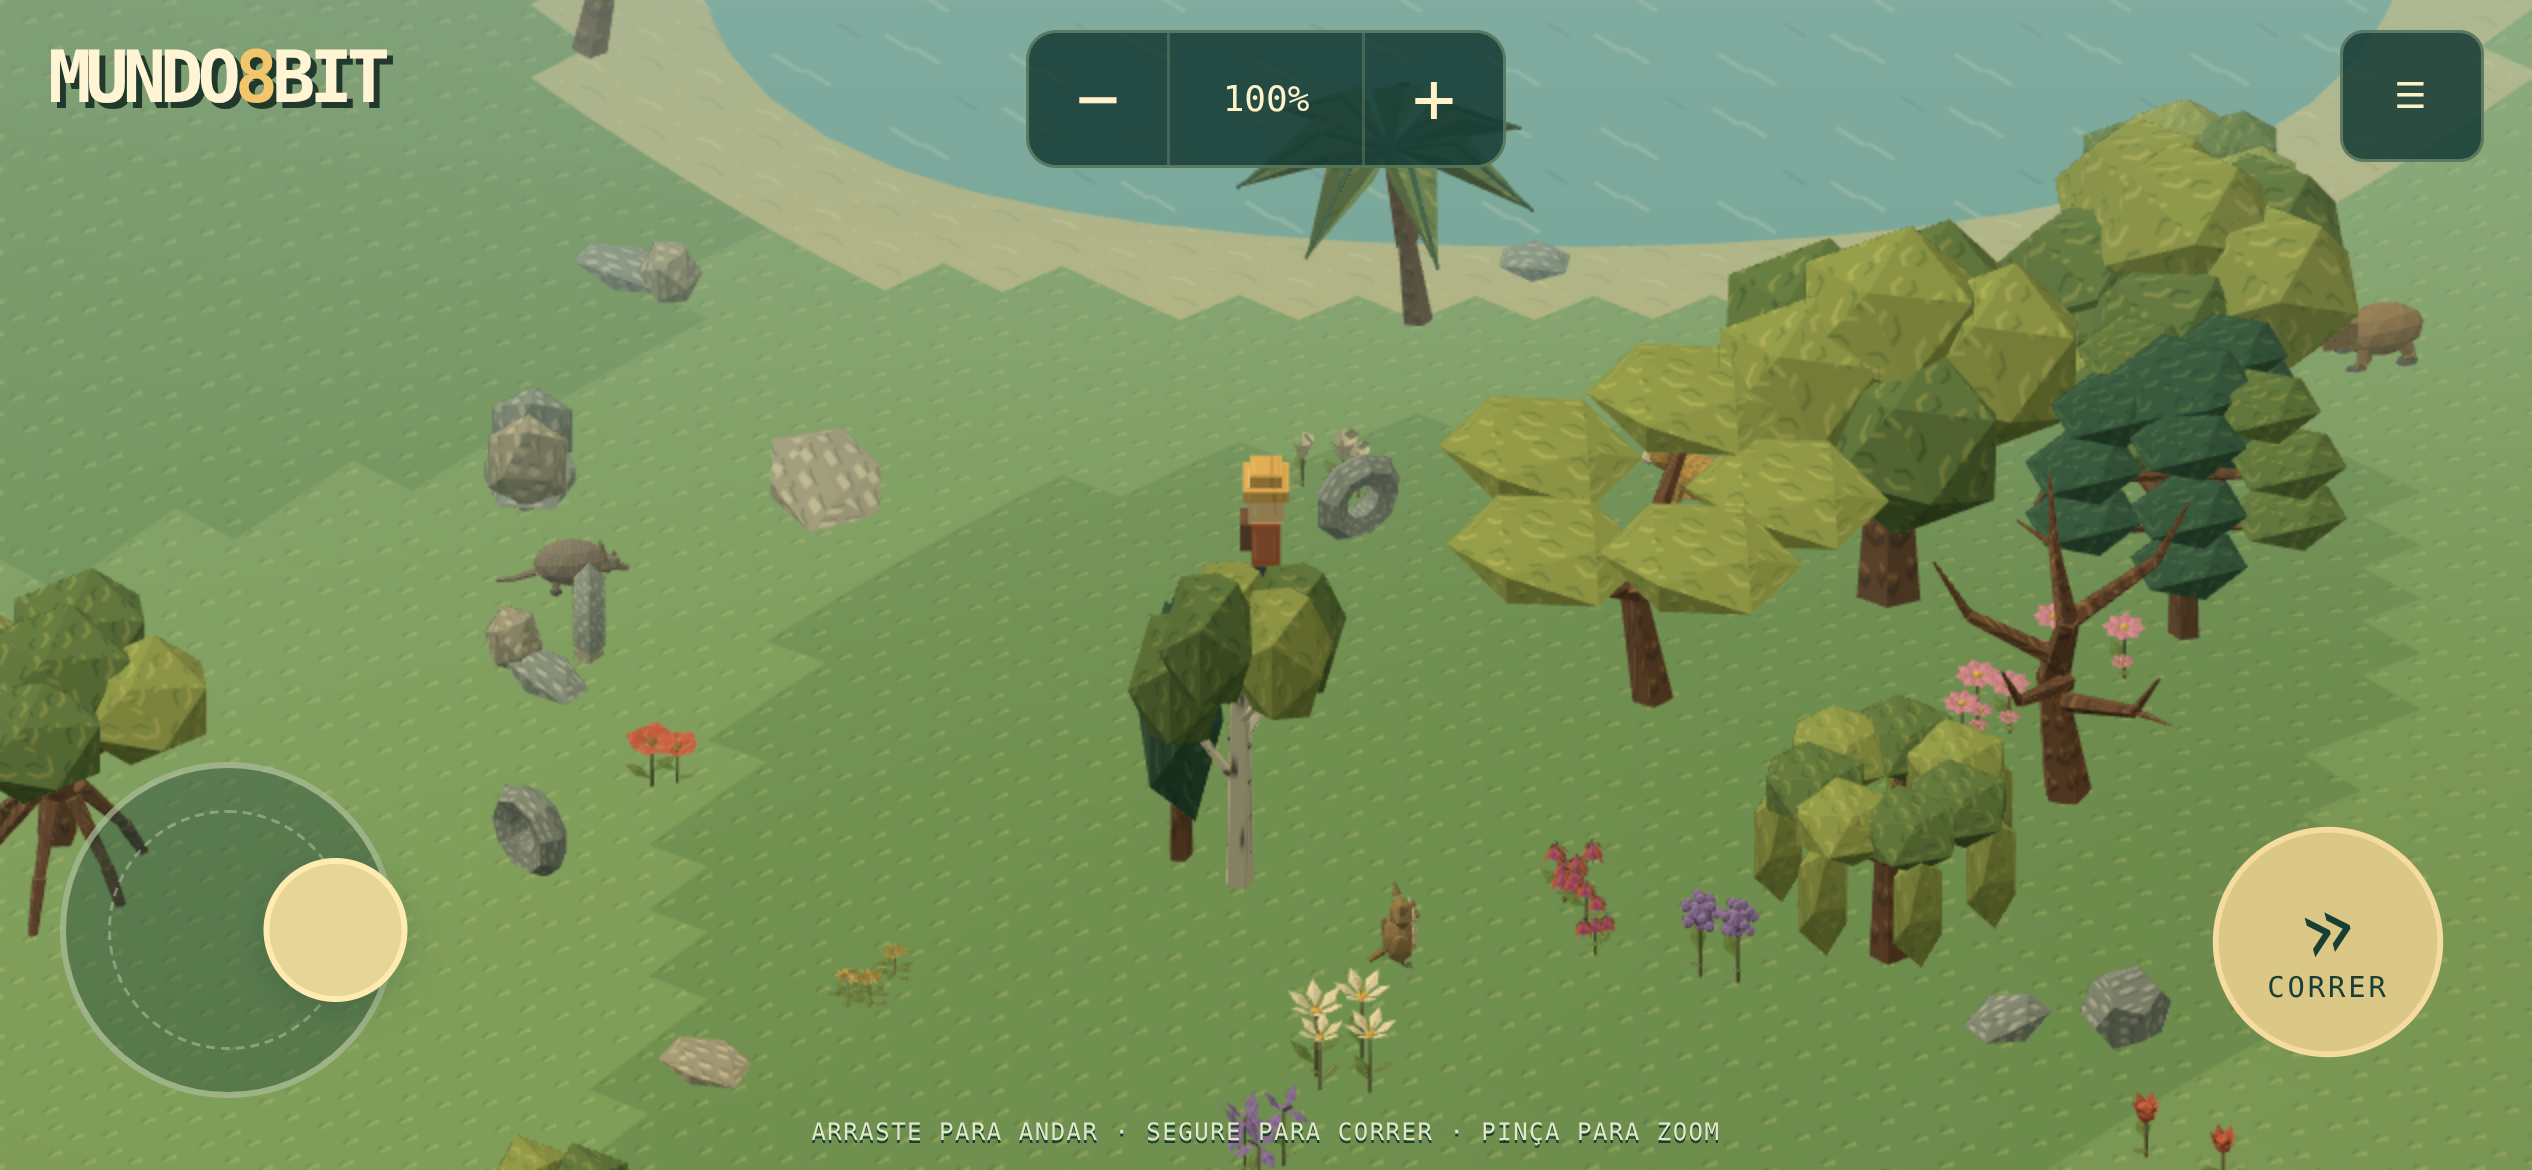 MUNDO8BIT
− 100% +
☰
»
CORRER
ARRASTE PARA ANDAR · SEGURE PARA CORRER · PINÇA PARA ZOOM